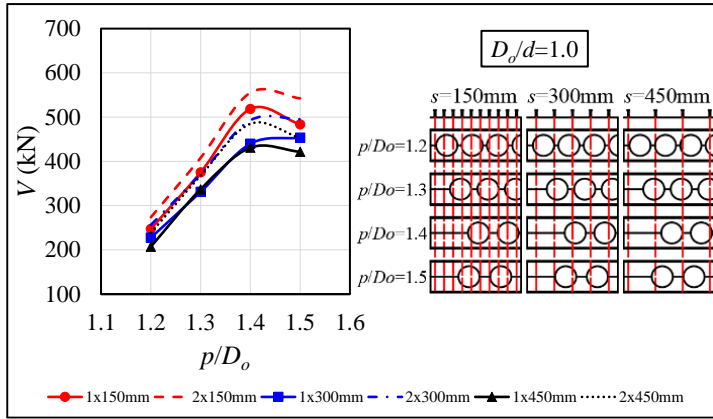 V (kN)
700
600
500
400
300
200
100
1.1 1.2 1.3 1.4 1.5 1.6
p/Do
Do/d=1.0
s=150mm s=300mm s=450mm
p/Do=1.2
p/Do=1.3
p/Do=1.4
p/Do=1.5
1x150mm 2x150mm 1x300mm 2x300mm 1x450mm 2x450mm